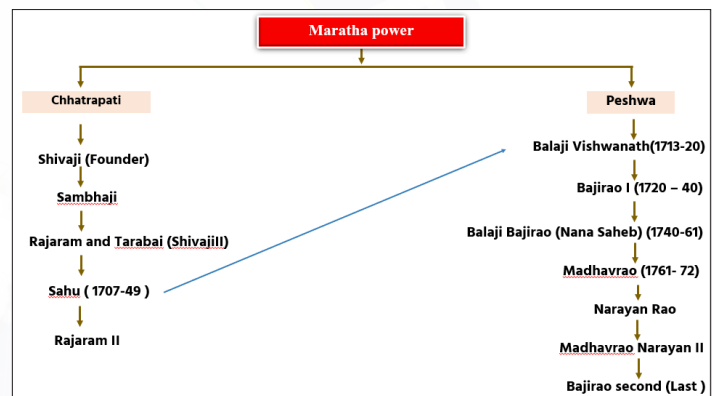 Maratha power
Chhatrapati
Shivaji (Founder)
Sambhaji
Rajaram and Tarabai (ShivajiII)
Sahu ( 1707-49 )
Rajaram II
Peshwa
Balaji Vishwanath(1713-20)
Bajirao I (1720 – 40)
Balaji Bajirao (Nana Saheb) (1740-61)
Madhavrao (1761- 72)
Narayan Rao
Madhavrao Narayan II
Bajirao second (Last )